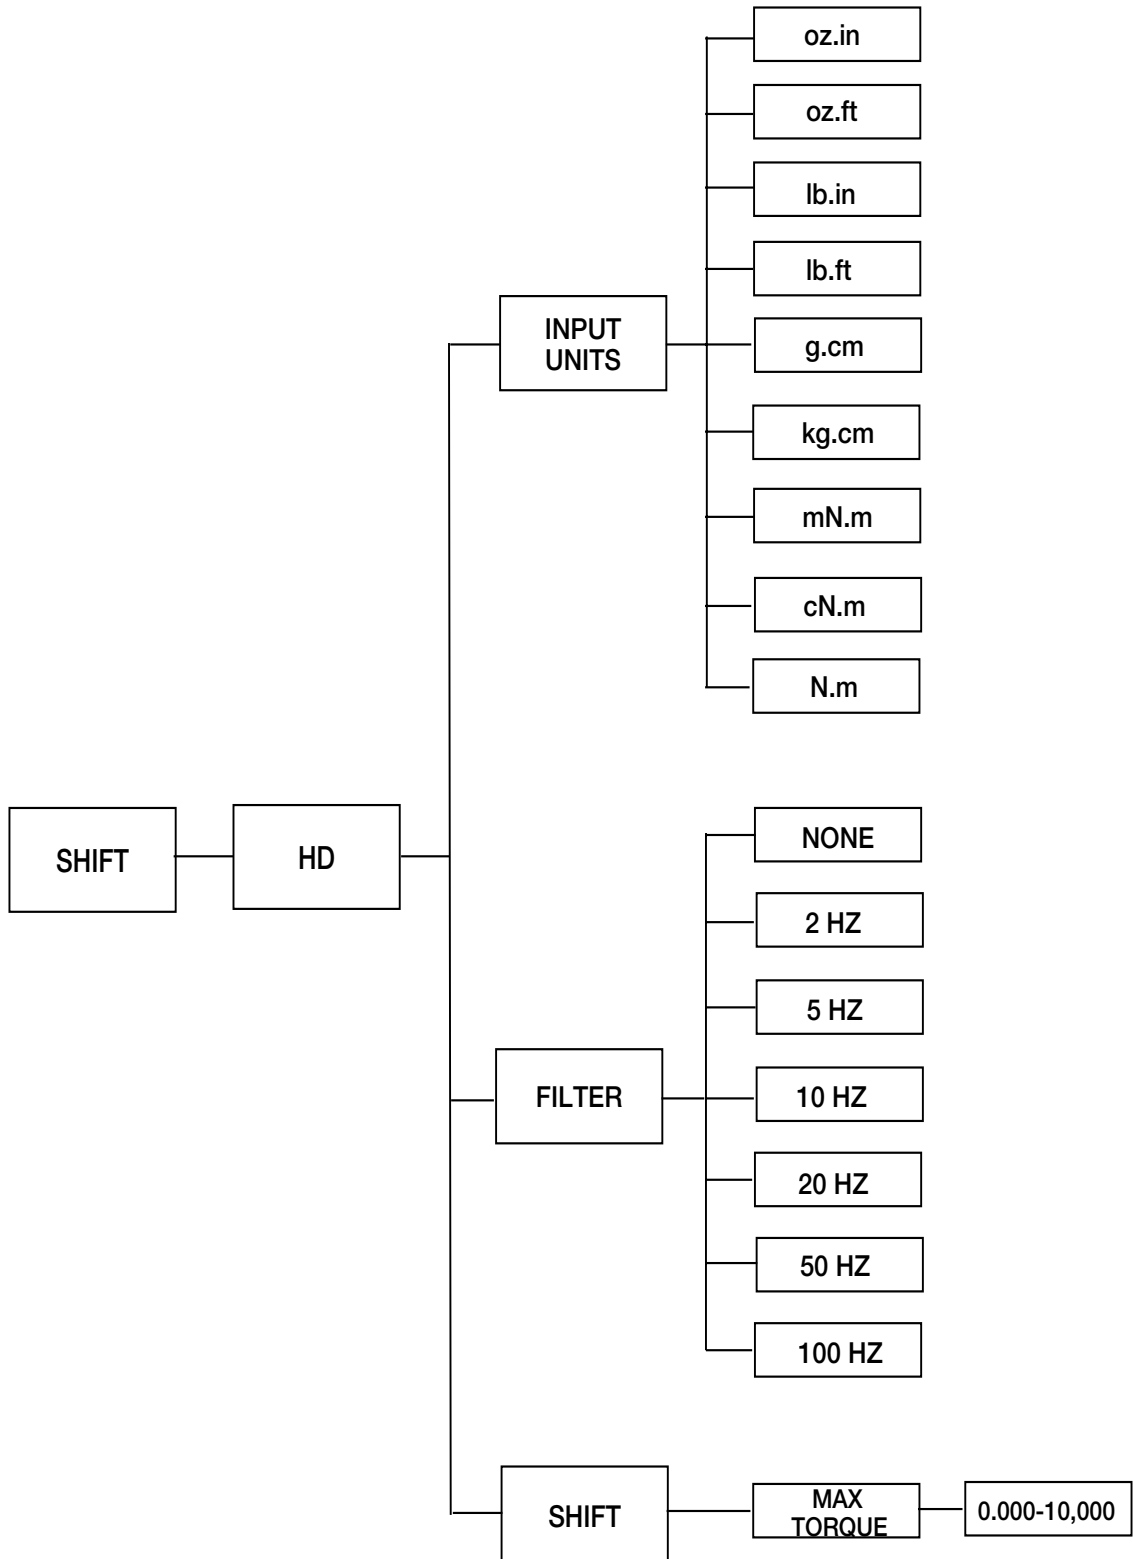 oz.in
oz.ft
lb.in
lb.ft
INPUT
UNITS
g.cm
kg.cm
mN.m
cN.m
N.m
SHIFT
HD
NONE
2 HZ
5 HZ
FILTER
10 HZ
20 HZ
50 HZ
100 HZ
SHIFT
MAX
TORQUE
0.000-10,000